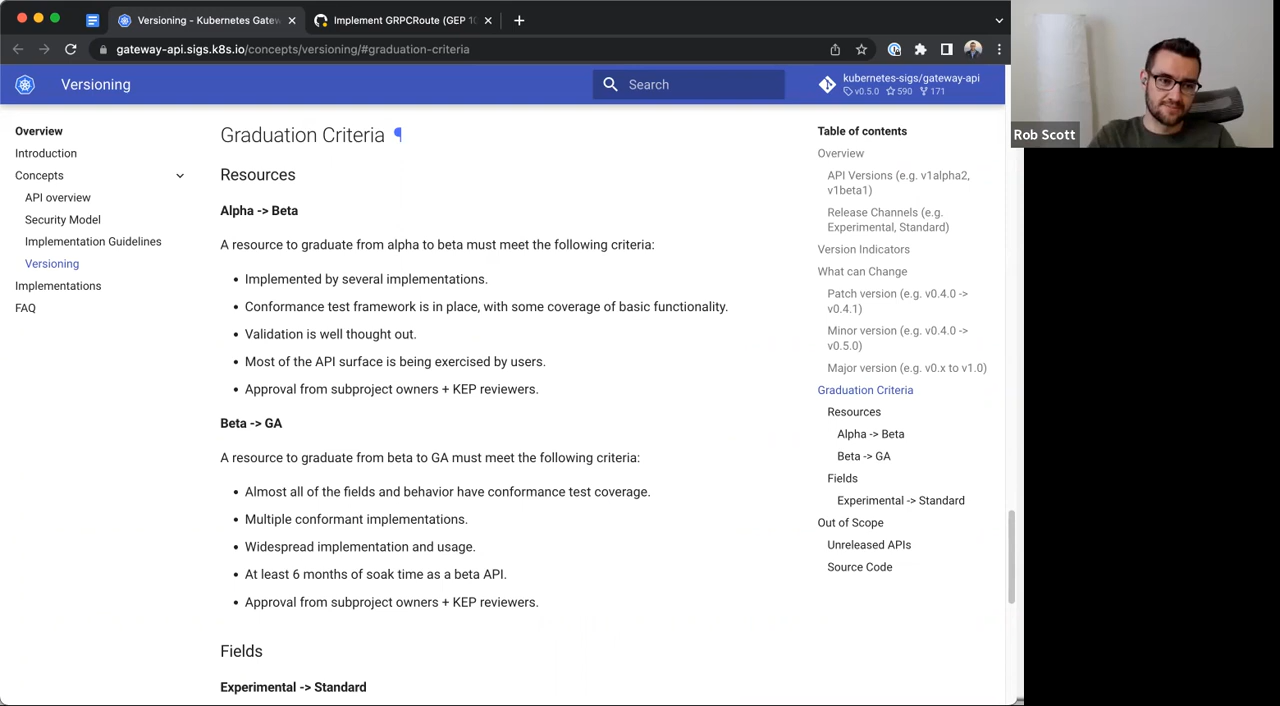 Versioning - Kubernetes Gatew
Implement GRPCRoute (GEP 10
gateway-api.sigs.k8s.io/concepts/versioning/#graduation-criteria
Versioning
Search
kubernetes-sigs/gateway-api
v0.5.0 590 171
Rob Scott
Overview
Introduction
Concepts
API overview
Security Model
Implementation Guidelines
Versioning
Implementations
FAQ
Graduation Criteria ¶
Resources
Alpha -> Beta
A resource to graduate from alpha to beta must meet the following criteria:
• Implemented by several implementations.
• Conformance test framework is in place, with some coverage of basic functionality.
• Validation is well thought out.
• Most of the API surface is being exercised by users.
• Approval from subproject owners + KEP reviewers.
Beta -> GA
A resource to graduate from beta to GA must meet the following criteria:
• Almost all of the fields and behavior have conformance test coverage.
• Multiple conformant implementations.
• Widespread implementation and usage.
• At least 6 months of soak time as a beta API.
• Approval from subproject owners + KEP reviewers.
Fields
Experimental -> Standard
Table of contents
Overview
API Versions (e.g. v1alpha2,
v1beta1)
Release Channels (e.g.
Experimental, Standard)
Version Indicators
What can Change
Patch version (e.g. v0.4.0 ->
v0.4.1)
Minor version (e.g. v0.4.0 ->
v0.5.0)
Major version (e.g. v0.x to v1.0)
Graduation Criteria
Resources
Alpha -> Beta
Beta -> GA
Fields
Experimental -> Standard
Out of Scope
Unreleased APIs
Source Code